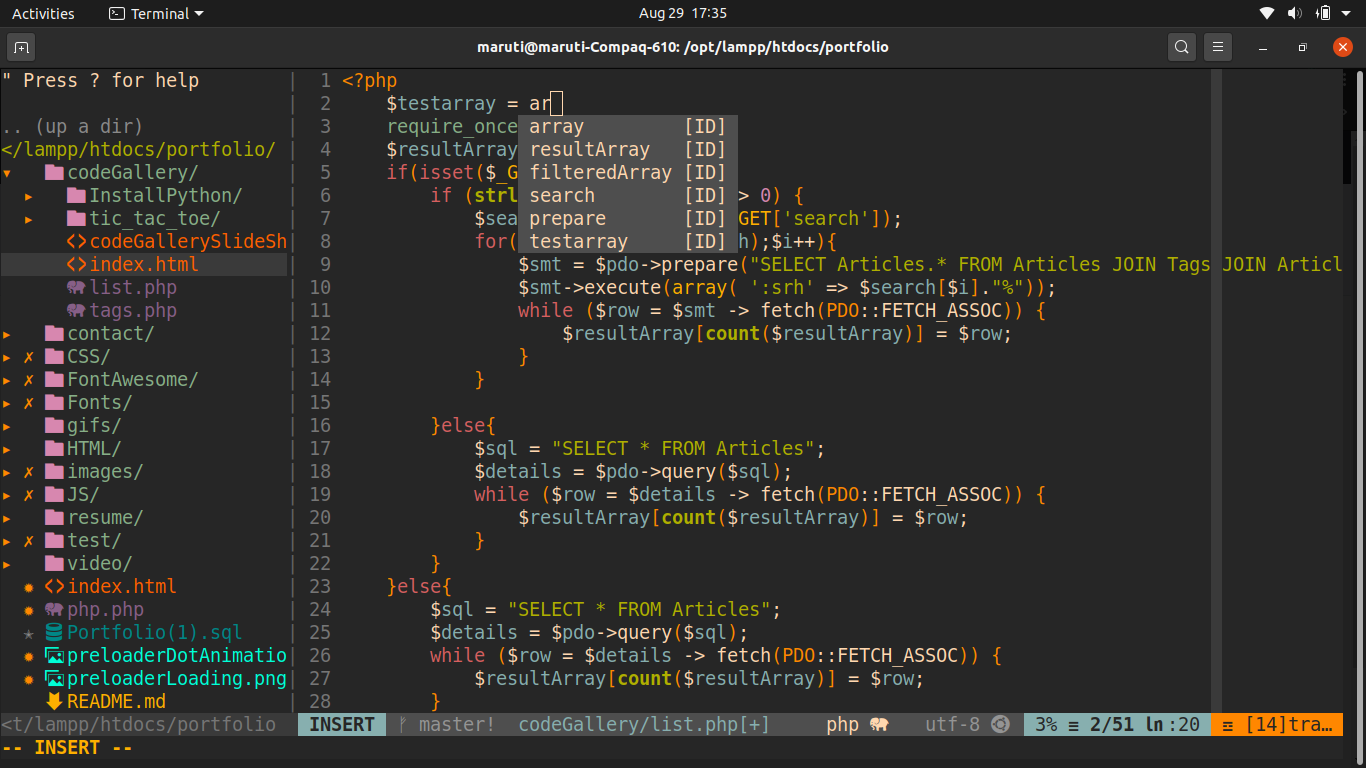 Activities Terminal Aug 29 17:35
maruti@maruti-Compaq-610: /opt/lampp/htdocs/portfolio
" Press ? for help
.. (up a dir)
</lampp/htdocs/portfolio/
codeGallery/
InstallPython/
tic_tac_toe/
codeGallerySlideSh
index.html
list.php
tags.php
contact/
CSS/
FontAwesome/
Fonts/
gifs/
HTML/
images/
JS/
resume/
test/
video/
index.html
php.php
Portfolio(1).sql
preloaderDotAnimatio
preloaderLoading.png
README.md
<t/lampp/htdocs/portfolio
1 <?php
2 $testarray = ar
3 require_once
4 $resultArray
5 if(isset($_G
6 if (strl > 0) {
7 $sea GET['search']);
8 for( h);$i++){
9 $smt = $pdo->prepare("SELECT Articles.* FROM Articles JOIN Tags JOIN Articl
10 $smt->execute(array( ':srh' => $search[$i]."%"));
11 while ($row = $smt -> fetch(PDO::FETCH_ASSOC)) {
12 $resultArray[count($resultArray)] = $row;
13 }
14 }
15
16 }else{
17 $sql = "SELECT * FROM Articles";
18 $details = $pdo->query($sql);
19 while ($row = $details -> fetch(PDO::FETCH_ASSOC)) {
20 $resultArray[count($resultArray)] = $row;
21 }
22 }
23 }else{
24 $sql = "SELECT * FROM Articles";
25 $details = $pdo->query($sql);
26 while ($row = $details -> fetch(PDO::FETCH_ASSOC)) {
27 $resultArray[count($resultArray)] = $row;
28 }
array [ID]
resultArray [ID]
filteredArray [ID]
search [ID]
prepare [ID]
testarray [ID]
INSERT master! codeGallery/list.php[+] php utf-8 3% ≡ 2/51 ln:20 [14]tra…
-- INSERT --